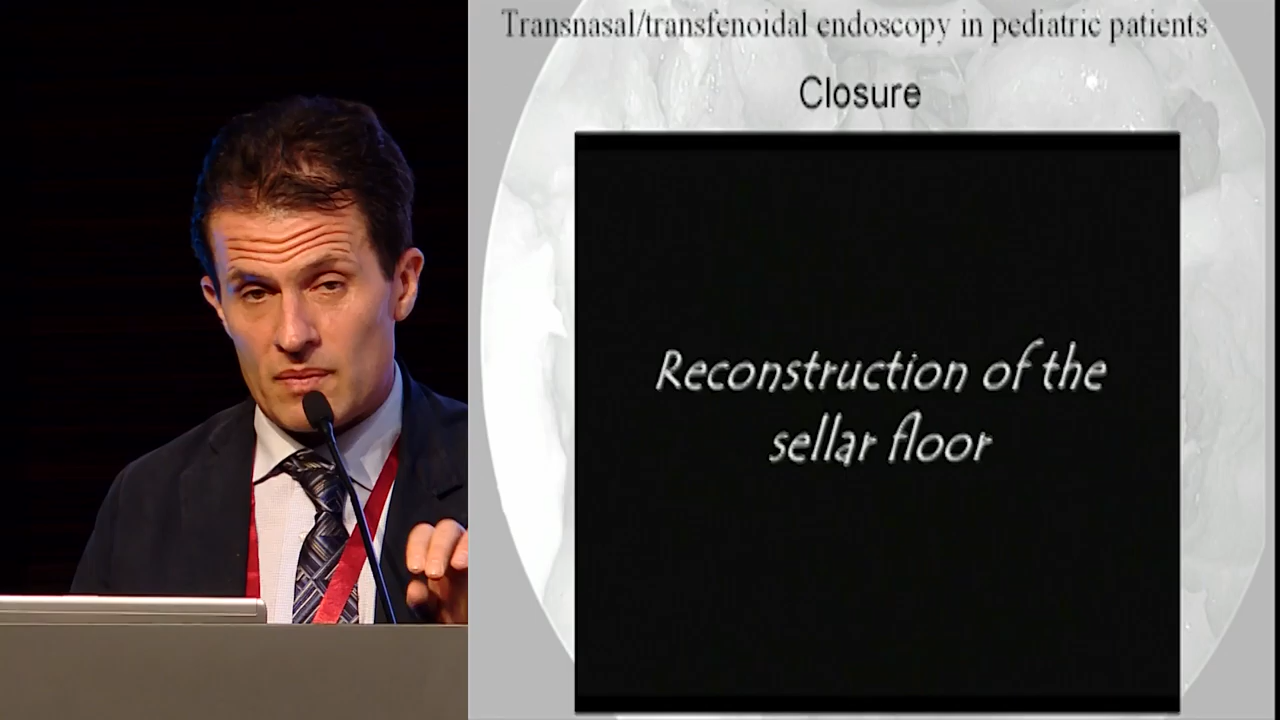 Transnasal/transfenoidal endoscopy in pediatric patients
Closure
Reconstruction of the
sellar floor